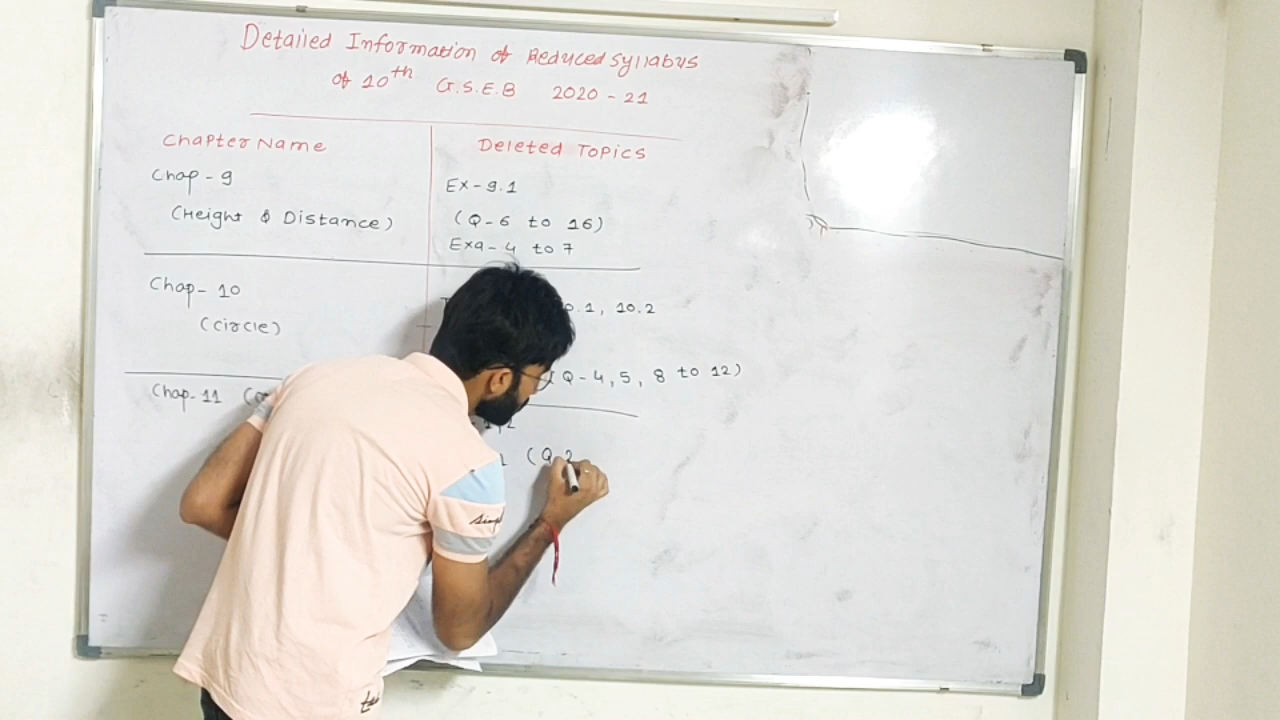 Detailed Information of Reduced Syllabus
of 10th G.S.E.B 2020 - 21
Chapter Name
Deleted Topics
Chap - 9
(Height & Distance)
Ex - 9.1
(Q - 6 to 16)
Exa - 4 to 7
Chap - 10
(Circle)
10.2
(Q - 4, 5, 8 to 12)
Chap - 11
(Q